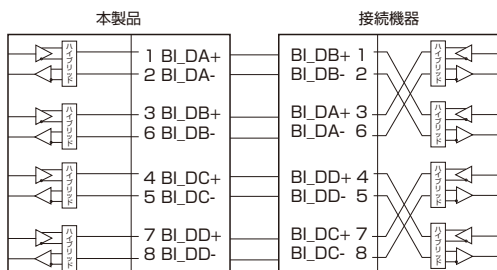 本製品 接続機器
ハイブリッド 1 BI_DA+ BI_DB+ 1 ハイブリッド
2 BI_DA- BI_DB- 2
ハイブリッド 3 BI_DB+ BI_DA+ 3 ハイブリッド
6 BI_DB- BI_DA- 6
ハイブリッド 4 BI_DC+ BI_DD+ 4 ハイブリッド
5 BI_DC- BI_DD- 5
ハイブリッド 7 BI_DD+ BI_DC+ 7 ハイブリッド
8 BI_DD- BI_DC- 8